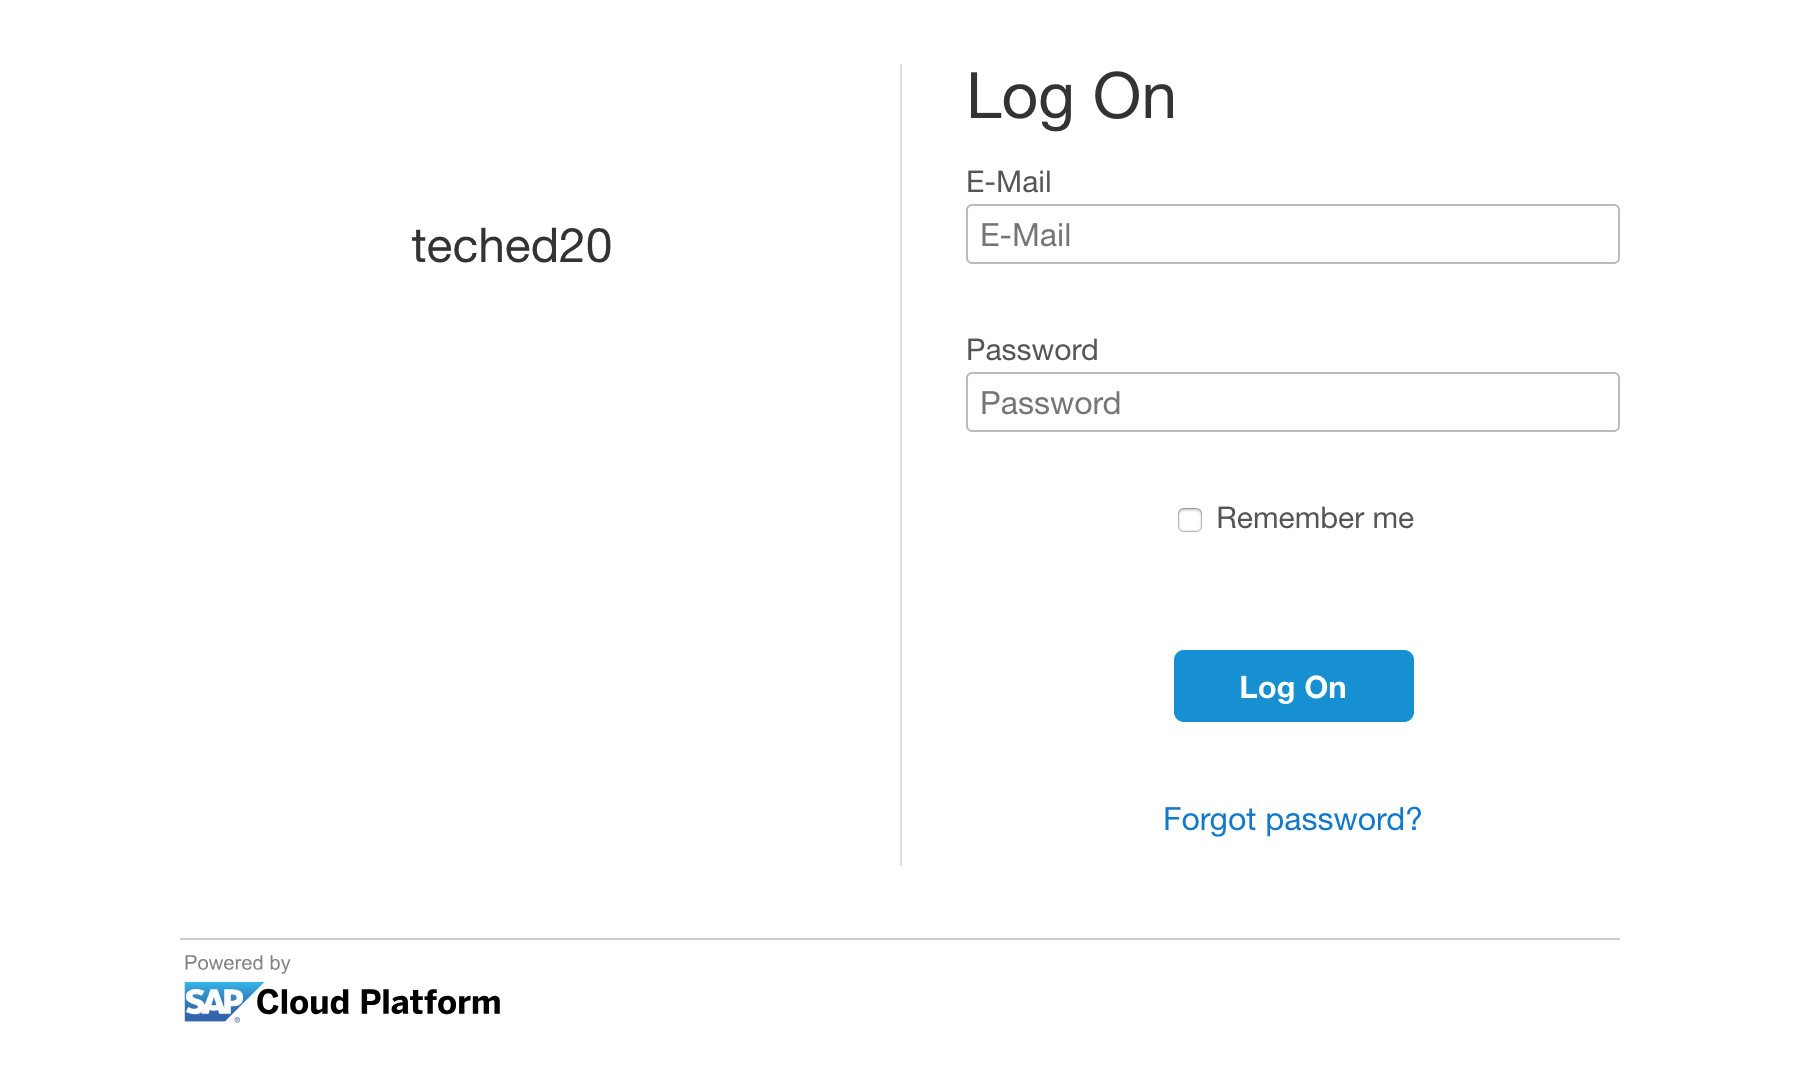 teched20
Log On
E-Mail
E-Mail
Password
Password
Remember me
Log On
Forgot password?
Powered by
SAP® Cloud Platform